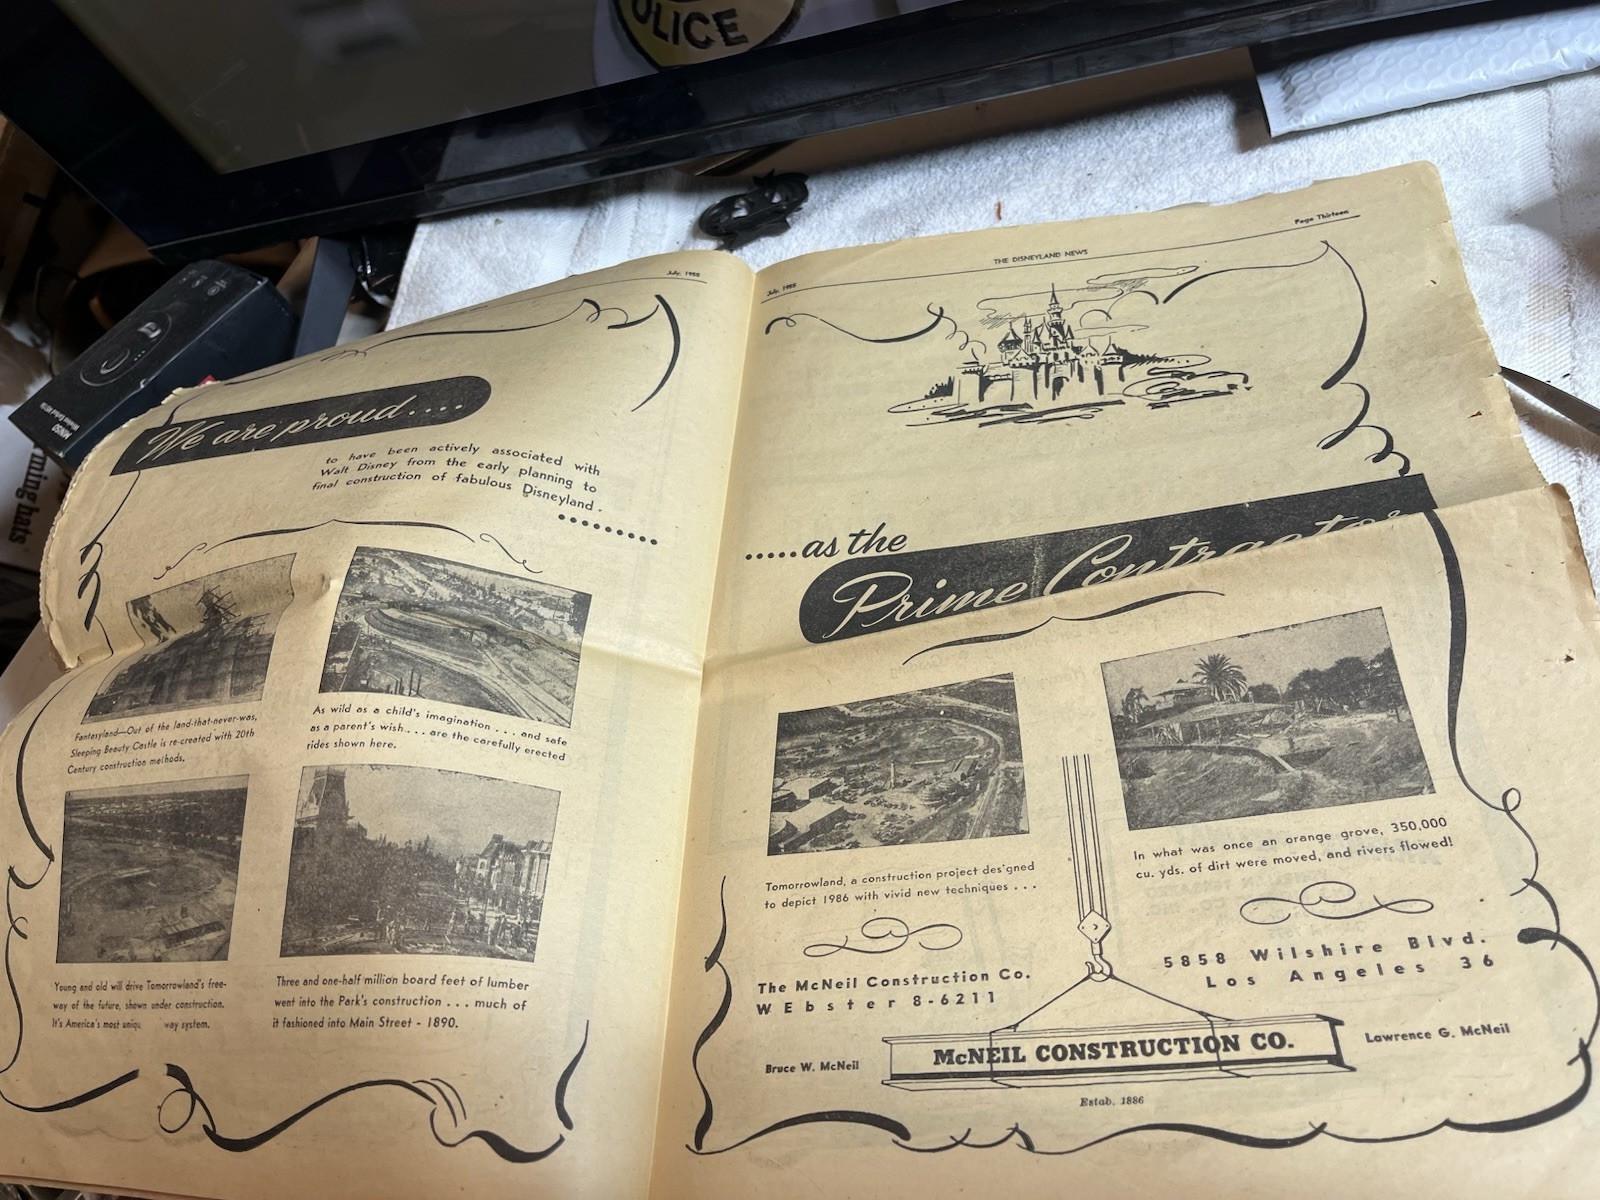 OLICE
MINISO
rming hats
July, 1955
We are proud....
to have been actively associated with
Walt Disney from the early planning to
final construction of fabulous Disneyland.
Fantasyland—Out of the land-that-never-was,
Sleeping Beauty Castle is re-created with 20th
Century construction methods.
As wild as a child's imagination . . . and safe
as a parent's wish . . . are the carefully erected
rides shown here.
Young and old will drive Tomorrowland's free-
way of the future, shown under construction.
It's America's most uniqu way system.
Three and one-half million board feet of lumber
went into the Park's construction . . . much of
it fashioned into Main Street - 1890.
July, 1955
THE DISNEYLAND NEWS
Page Thirteen
.....as the
Prime Contractor
Tomorrowland, a construction project designed
to depict 1986 with vivid new techniques . . .
In what was once an orange grove, 350,000
cu. yds. of dirt were moved, and rivers flowed!
The McNeil Construction Co.
WEbster 8-6211
5858 Wilshire Blvd.
Los Angeles 36
Bruce W. McNeil
McNEIL CONSTRUCTION CO.
Lawrence G. McNeil
Estab. 1886